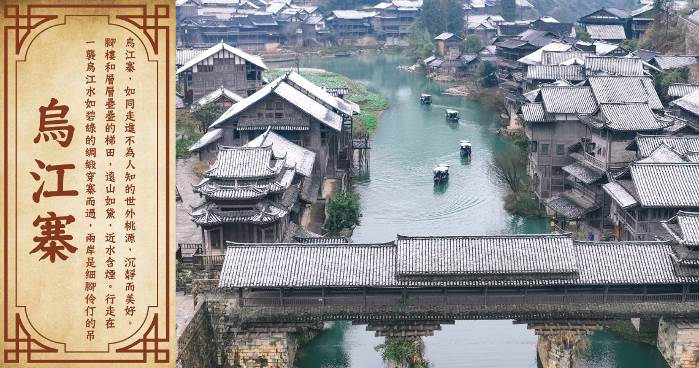 烏江寨
一襲烏江水如碧綠的綢緞穿寨而過，兩岸是細腳伶仃的吊
腳樓和層層疊疊的梯田，遠山如黛，近水含煙。行走在
烏江寨，如同走進不為人知的世外桃源，沉靜而美好。